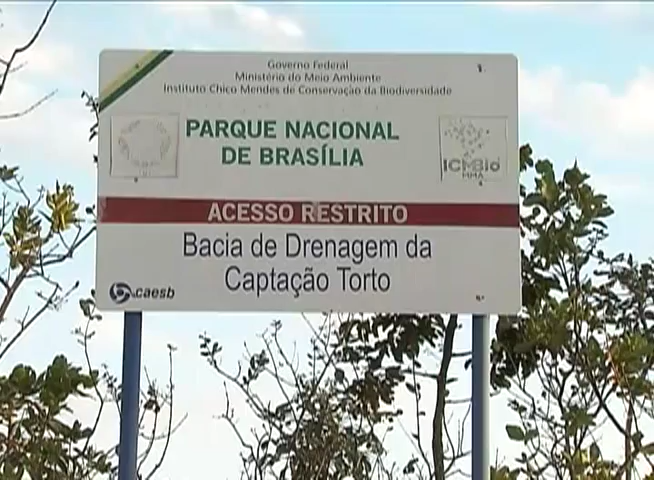 Governo Federal
Ministério do Meio Ambiente
Instituto Chico Mendes de Conservação da Biodiversidade
PARQUE NACIONAL
DE BRASÍLIA
ICMBio
MMA
ACESSO RESTRITO
Bacia de Drenagem da
Captação Torto
caesb